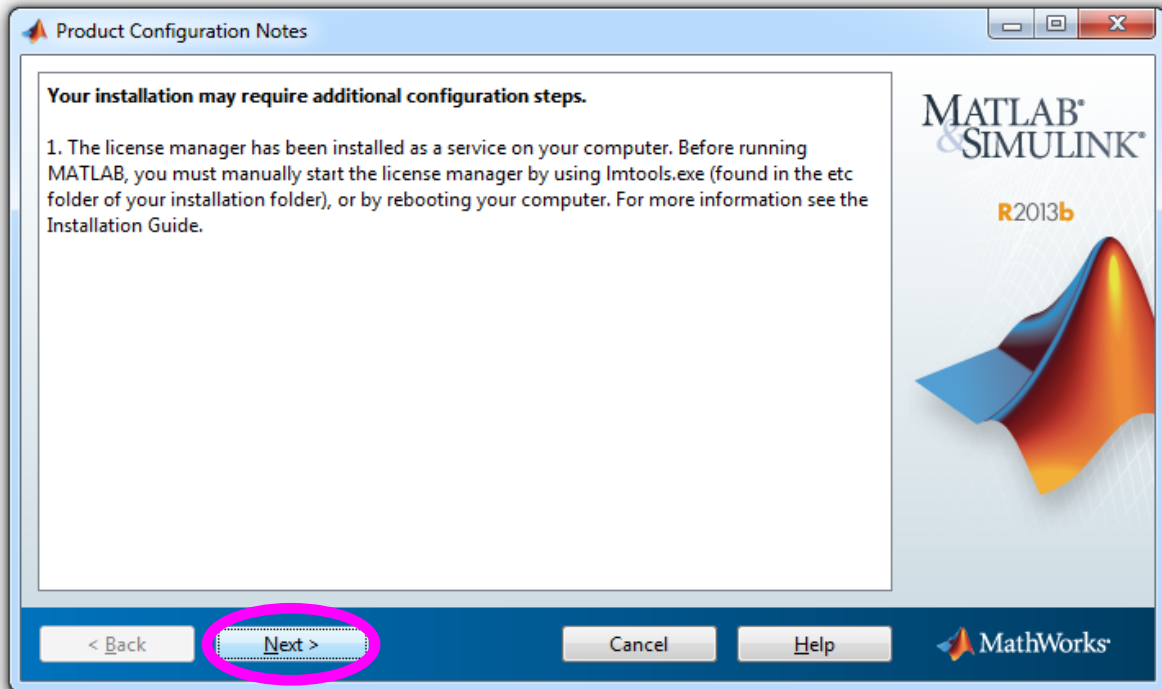 Product Configuration Notes
Your installation may require additional configuration steps.
1. The license manager has been installed as a service on your computer. Before running
MATLAB, you must manually start the license manager by using lmtools.exe (found in the etc
folder of your installation folder), or by rebooting your computer. For more information see the
Installation Guide.
MATLAB®
&SIMULINK®
R2013b
< Back
Next >
Cancel
Help
MathWorks®